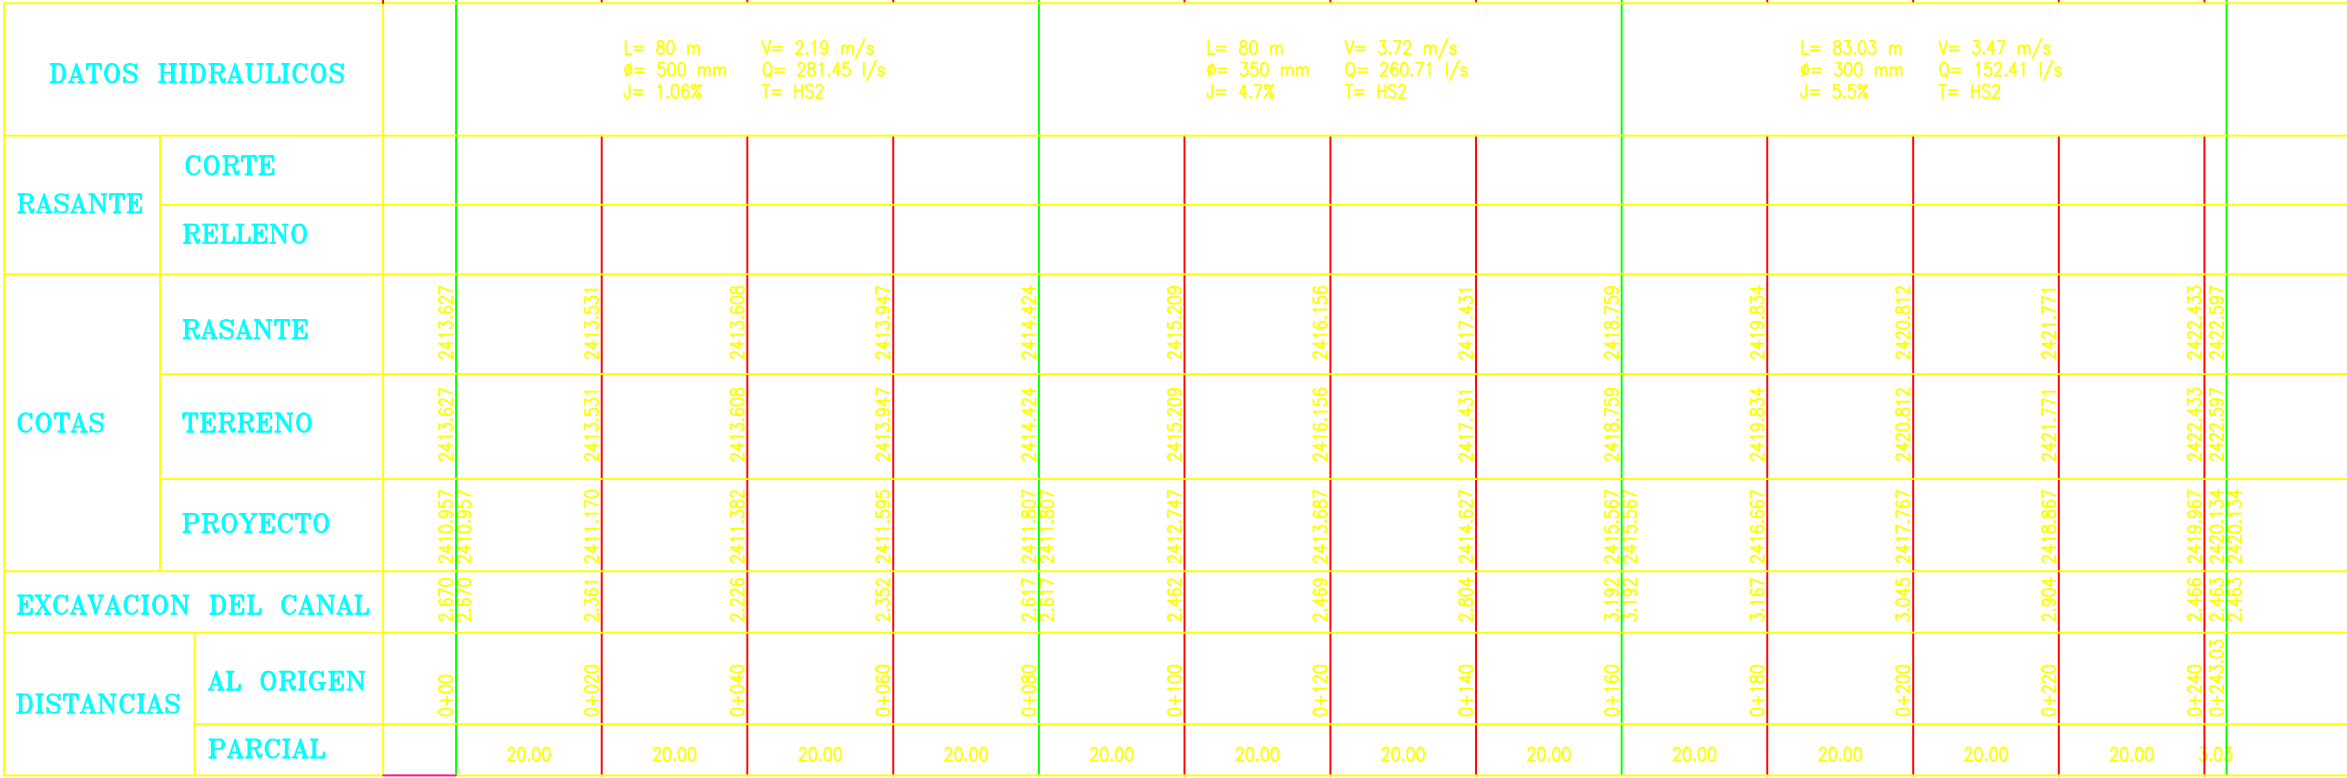 DATOS HIDRAULICOS
L= 80 m V= 2.19 m/s
ø= 500 mm Q= 281.45 l/s
J= 1.06% T= HS2
L= 80 m V= 3.72 m/s
ø= 350 mm Q= 260.71 l/s
J= 4.7% T= HS2
L= 83.03 m V= 3.47 m/s
ø= 300 mm Q= 152.41 l/s
J= 5.5% T= HS2
RASANTE
CORTE
RELLENO
COTAS
RASANTE 2413.627 2413.531 2413.608 2413.947 2414.424 2415.209 2416.156 2417.431 2418.759 2419.834 2420.812 2421.771 2422.433 2422.597
TERRENO 2413.627 2413.531 2413.608 2413.947 2414.424 2415.209 2416.156 2417.431 2418.759 2419.834 2420.812 2421.771 2422.433 2422.597
PROYECTO 2410.957 2410.957 2411.170 2411.382 2411.595 2411.807 2411.807 2412.747 2413.687 2414.627 2415.567 2415.567 2416.667 2417.767 2418.867 2419.967 2420.134 2420.134
EXCAVACION DEL CANAL 2.670 2.670 2.361 2.226 2.352 2.617 2.617 2.462 2.469 2.804 3.192 3.192 3.167 3.045 2.904 2.466 2.463 2.463
DISTANCIAS
AL ORIGEN 0+00 0+020 0+040 0+060 0+080 0+100 0+120 0+140 0+160 0+180 0+200 0+220 0+240 0+243.03
PARCIAL 20.00 20.00 20.00 20.00 20.00 20.00 20.00 20.00 20.00 20.00 20.00 20.00 3.03